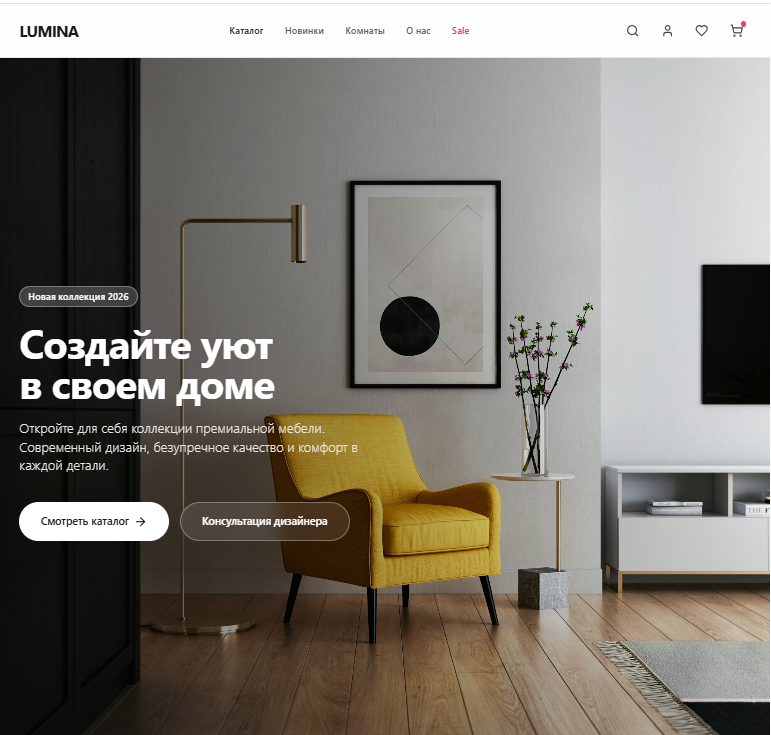 LUMINA
Каталог Новинки Комнаты О нас Sale
Новая коллекция 2026
Создайте уют
в своем доме
Откройте для себя коллекции премиальной мебели.
Современный дизайн, безупречное качество и комфорт в
каждой детали.
Смотреть каталог → Консультация дизайнера